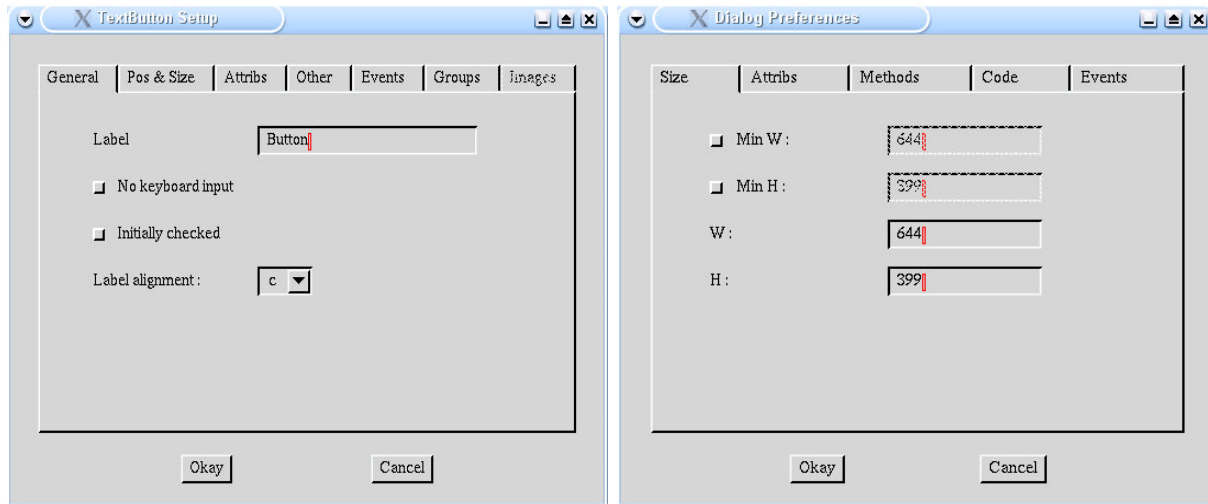 TextButton Setup
General Pos & Size Attribs Other Events Groups Images
Label Button
No keyboard input
Initially checked
Label alignment : c
Okay Cancel
Dialog Preferences
Size Attribs Methods Code Events
Min W : 644
Min H : 399
W : 644
H : 399
Okay Cancel